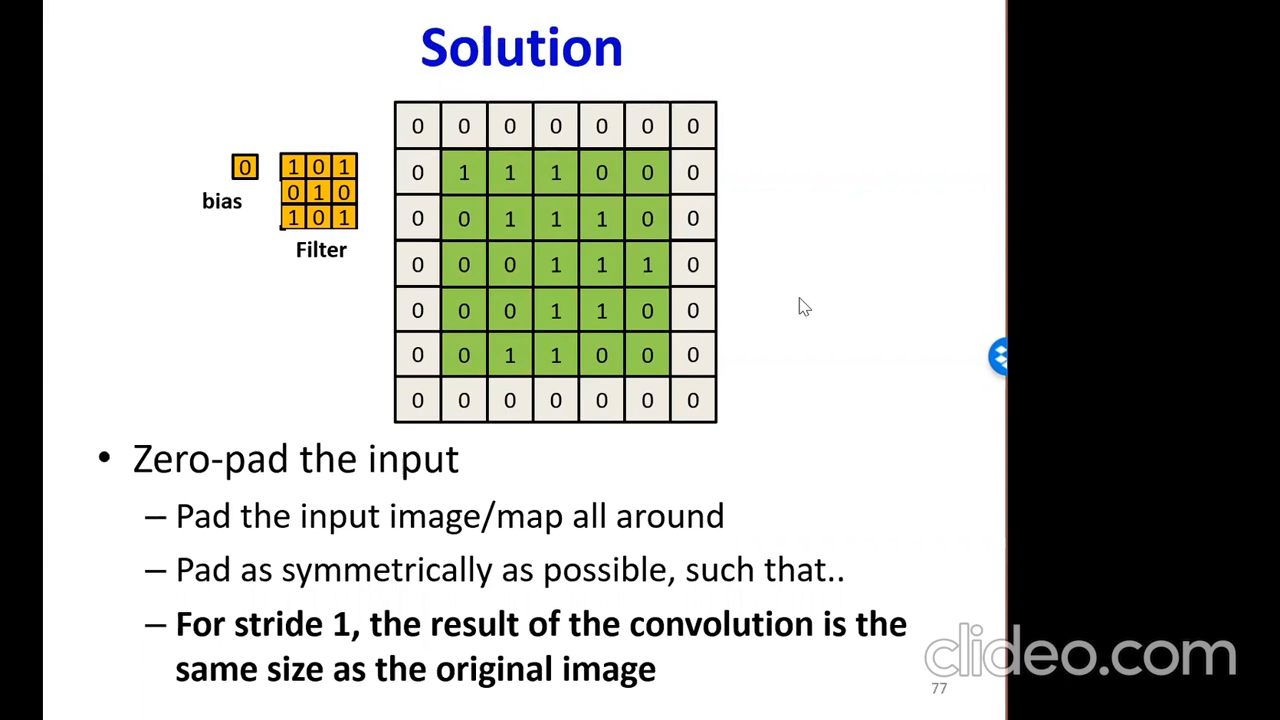 Solution
0 0 0 0 0 0 0
0 1 1 1 0 0 0
0 0 1 1 1 0 0
0 0 0 1 1 1 0
0 0 0 1 1 0 0
0 0 1 1 0 0 0
0 0 0 0 0 0 0
0
bias
1 0 1
0 1 0
1 0 1
Filter
• Zero-pad the input
– Pad the input image/map all around
– Pad as symmetrically as possible, such that..
– For stride 1, the result of the convolution is the
same size as the original image
clideo.com
77